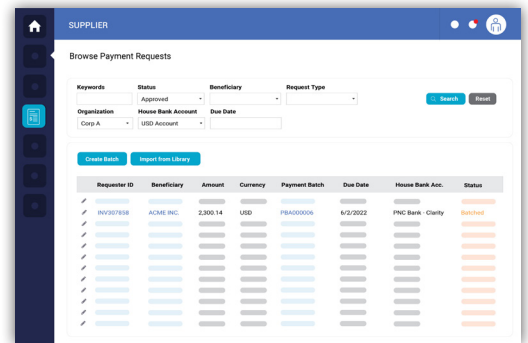 SUPPLIER
Browse Payment Requests
Keywords Status Beneficiary Request Type
Approved
Search Reset
Organization House Bank Account Due Date
Corp A USD Account
Create Batch Import from Library
Requester ID Beneficiary Amount Currency Payment Batch Due Date House Bank Acc. Status
INV307858 ACME INC. 2,300.14 USD PBA000006 6/2/2022 PNC Bank - Clarity Batched